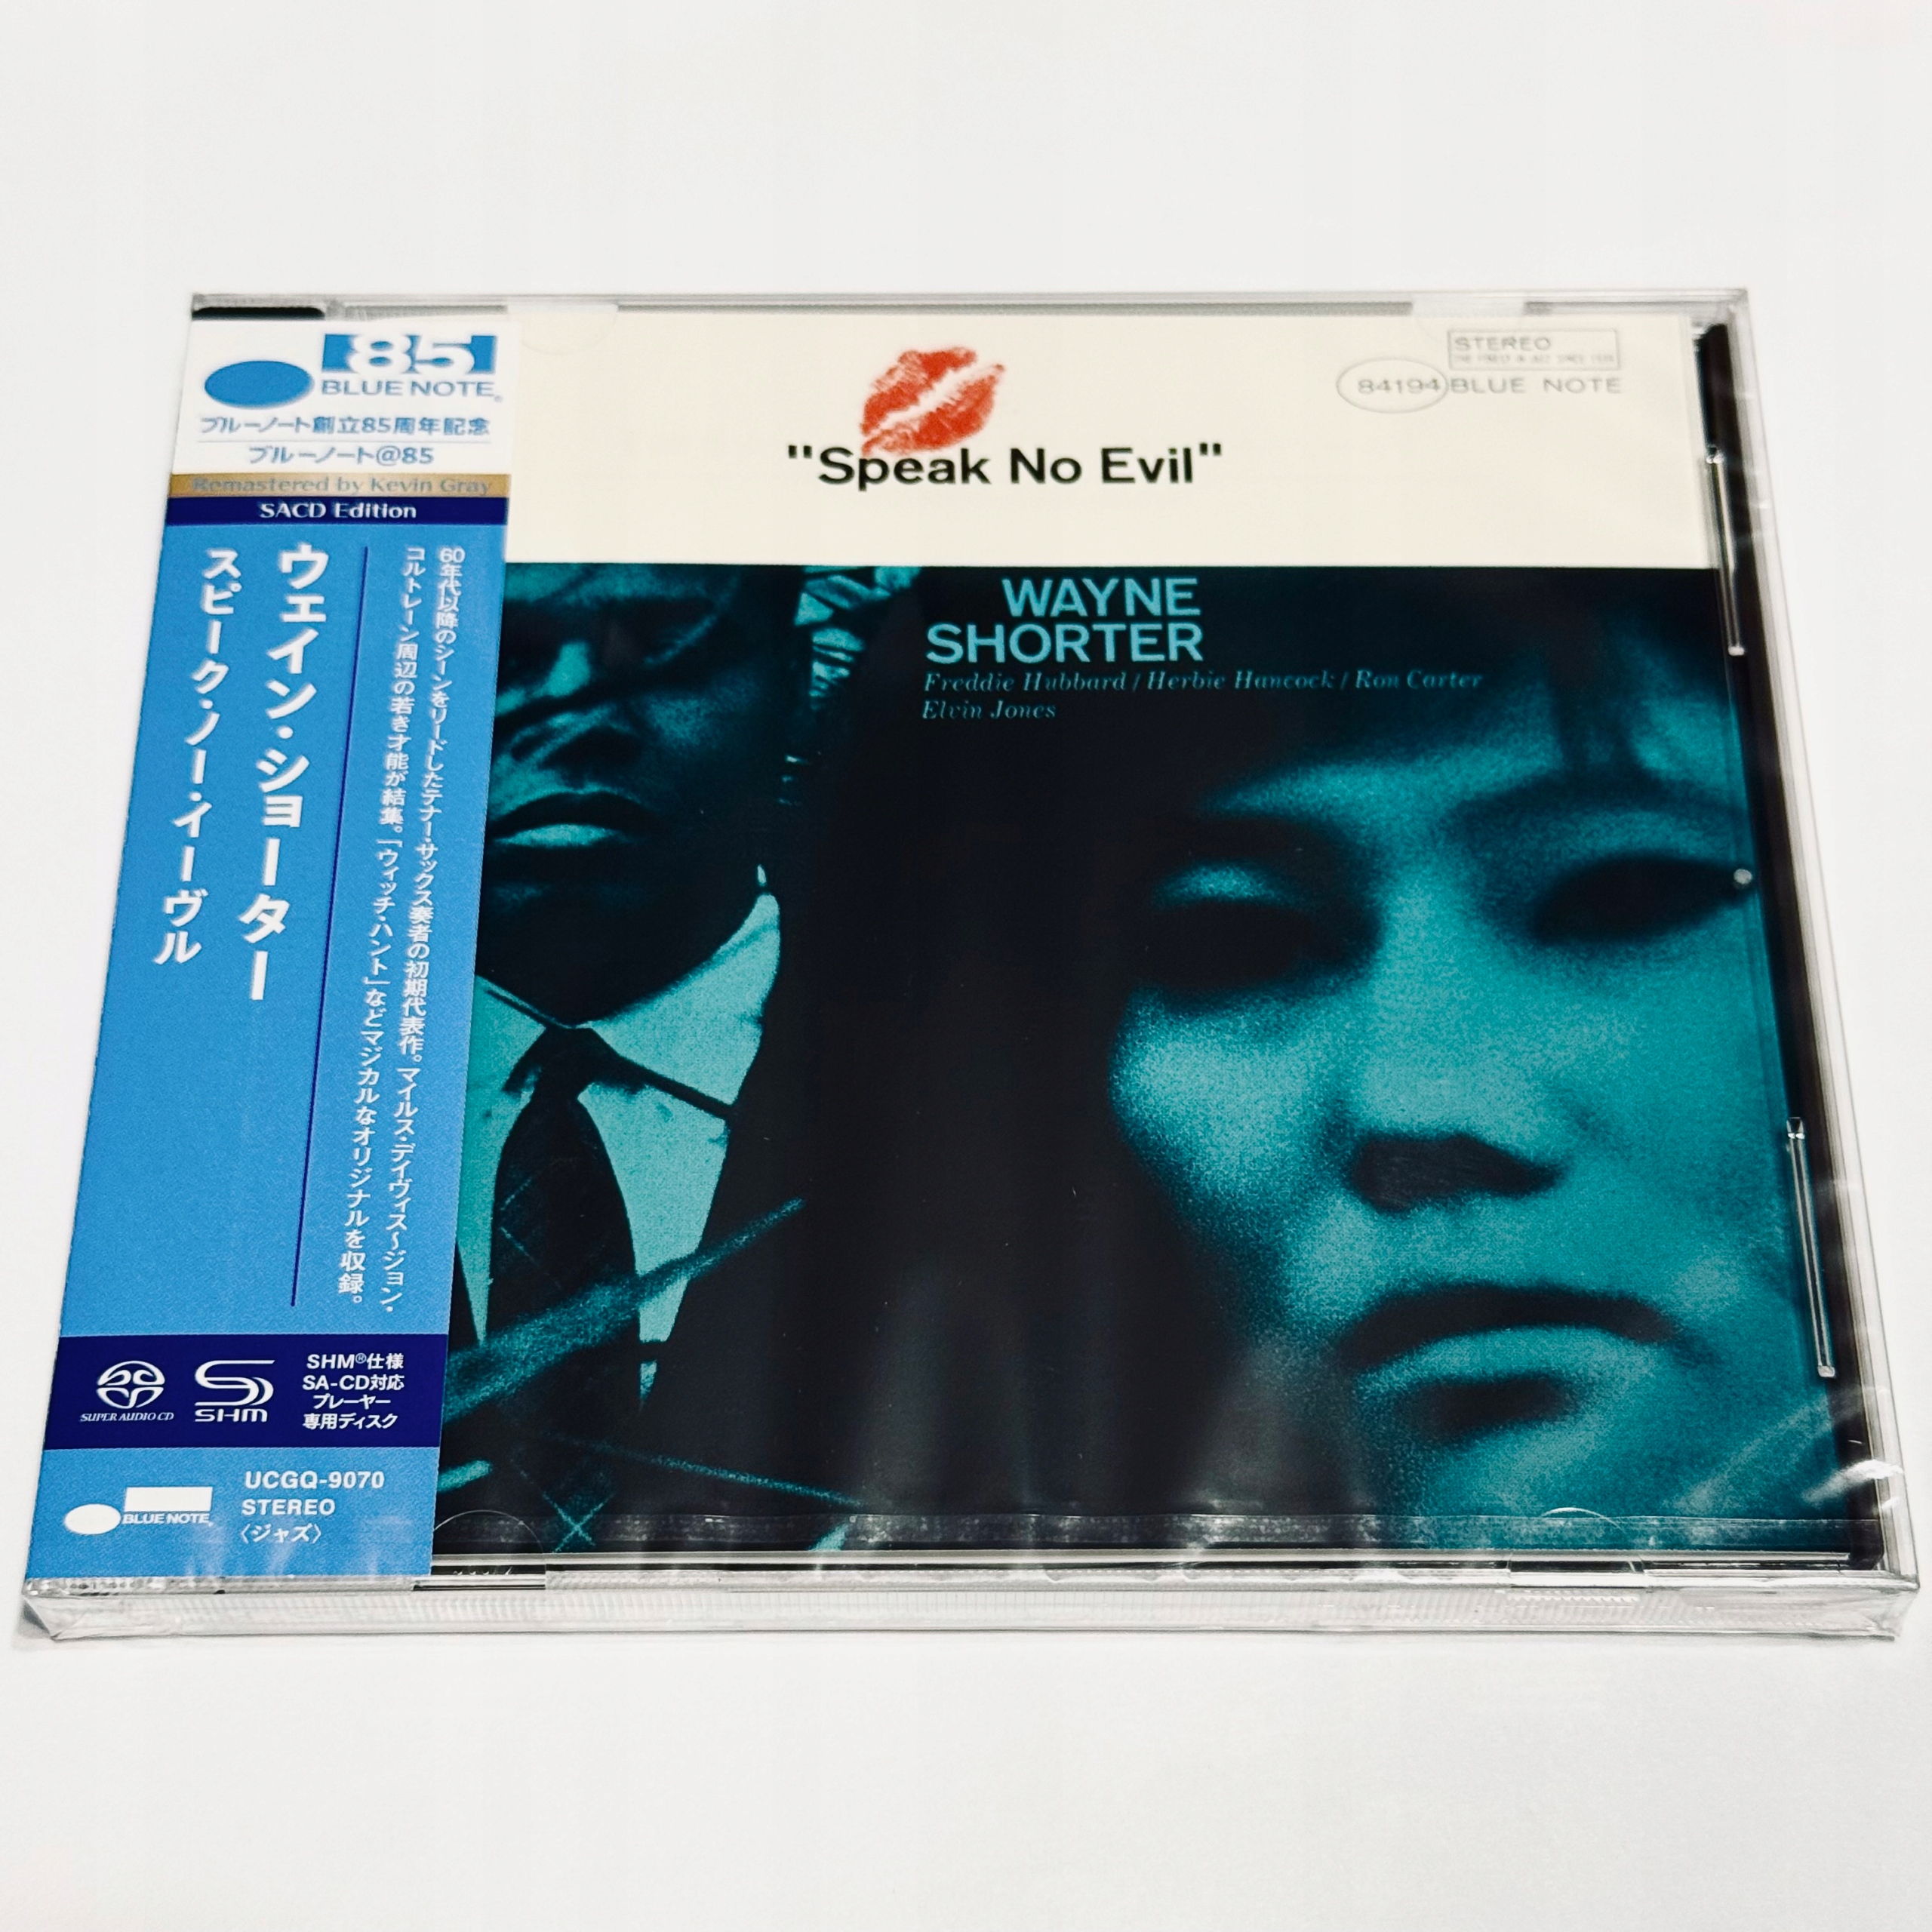 85
BLUE NOTE®
ブルーノート創立85周年記念
ブルーノート@85
Remastered by Kevin Gray
SACD Edition
60年代以降のシーンをリードしたテナー・サックス奏者の初期代表作。マイルス・デイヴィス〜ジョン・
コルトレーン周辺の若き才能が結集。「ウィッチ・ハント」などマジカルなオリジナルを収録。
ウェイン・ショーター
スピーク・ノー・イーヴル
SUPER AUDIO CD
SHM
SHM®仕様
SA-CD対応
プレーヤー
専用ディスク
BLUE NOTE
UCGQ-9070
STEREO
〈ジャズ〉
"Speak No Evil"
STEREO
THE FINEST IN JAZZ SINCE 1939
84194 BLUE NOTE
WAYNE
SHORTER
Freddie Hubbard / Herbie Hancock / Ron Carter
Elvin Jones